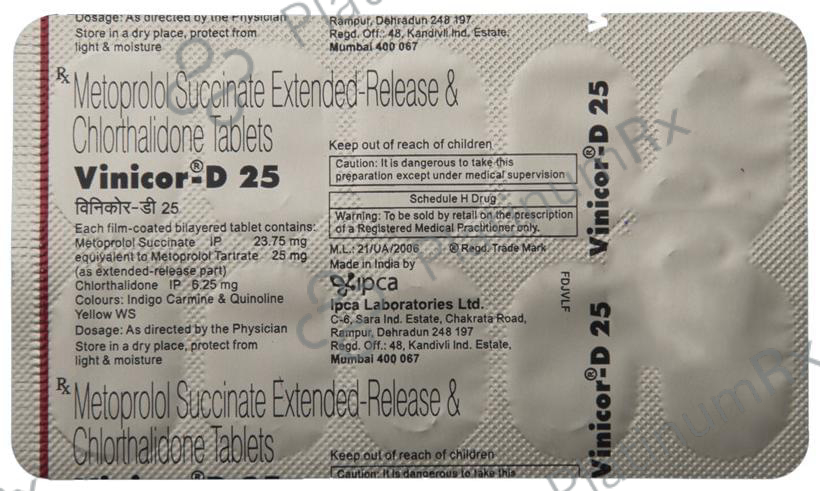 Dosage: As directed by the Physician
Store in a dry place, protect from
light & moisture
Rampur, Dehradun 248 197
Regd. Off.: 48, Kandivli Ind. Estate,
Mumbai 400 067
Rx Metoprolol Succinate Extended-Release &
Chlorthalidone Tablets
Vinicor®-D 25
विनिकोर-डी 25
Each film-coated bilayered tablet contains:
Metoprolol Succinate IP 23.75 mg
equivalent to Metoprolol Tartrate 25 mg
(as extended-release part)
Chlorthalidone IP 6.25 mg
Colours: Indigo Carmine & Quinoline
Yellow WS
Dosage: As directed by the Physician
Store in a dry place, protect from
light & moisture
Keep out of reach of children
Caution: It is dangerous to take this
preparation except under medical supervision
Schedule H Drug
Warning: To be sold by retail on the prescription
of a Registered Medical Practitioner only.
M.L.: 21/UA/2006 ® Regd. Trade Mark
Made in India by
ipca
Ipca Laboratories Ltd.
C-6, Sara Ind. Estate, Chakrata Road,
Rampur, Dehradun 248 197
Regd. Off.: 48, Kandivli Ind. Estate,
Mumbai 400 067
FDJVLF
Vinicor®-D 25
Vinicor®-D 25
Rx Metoprolol Succinate Extended-Release &
Chlorthalidone Tablets
Vinicor®-D 25
Keep out of reach of children
Caution: It is dangerous to take this
PlatinumRx
PlatinumRx